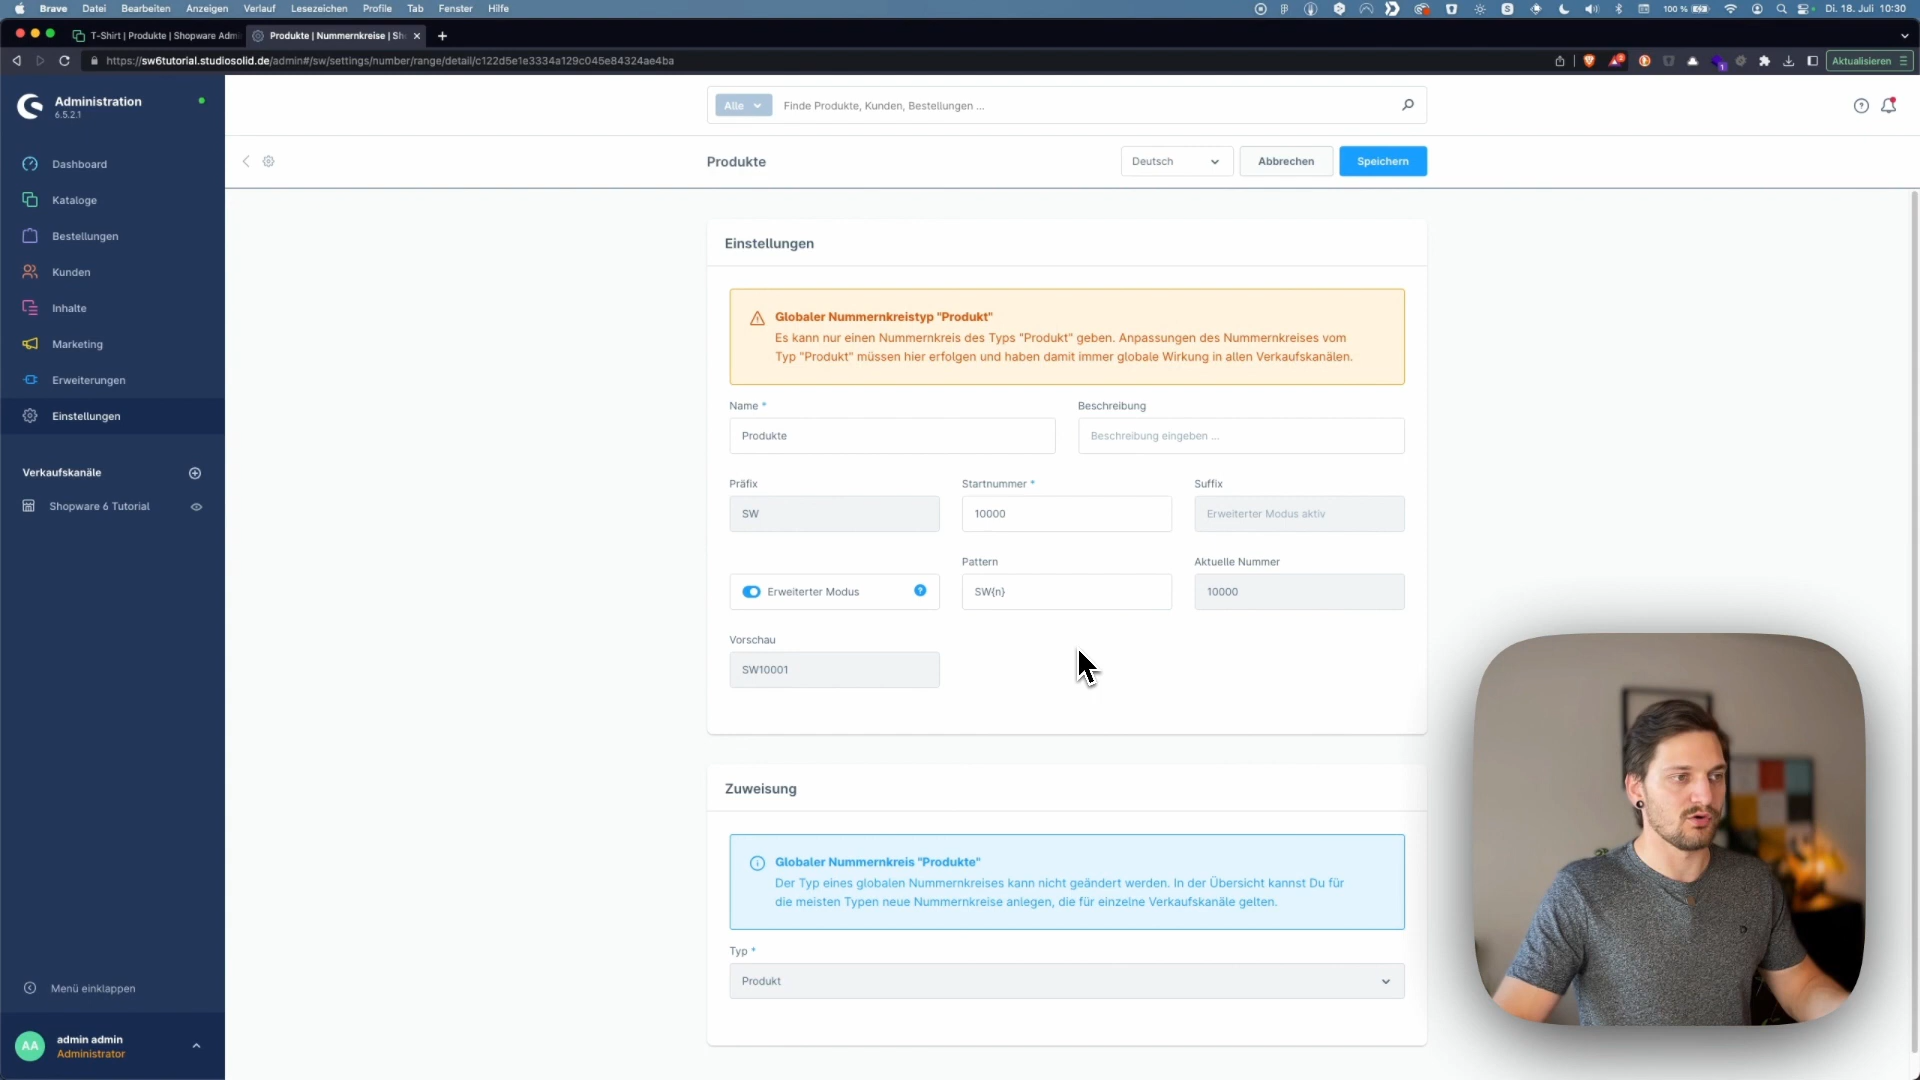 Brave Datei Bearbeiten Anzeigen Verlauf Lesezeichen Profile Tab Fenster Hilfe
100 % Di. 18. Juli 10:30
T-Shirt | Produkte | Shopware Adm
Produkte | Nummernkreise | Sh
https://sw6tutorial.studiosolid.de/admin#/sw/settings/number/range/detail/c122d5e1e3334a129c045e84324ae4ba
Aktualisieren
Administration
6.5.2.1
Alle
Finde Produkte, Kunden, Bestellungen ...
Dashboard
Kataloge
Bestellungen
Kunden
Inhalte
Marketing
Erweiterungen
Einstellungen
Verkaufskanäle
Shopware 6 Tutorial
Menü einklappen
AA
admin admin
Administrator
Produkte
Deutsch
Abbrechen
Speichern
Einstellungen
Globaler Nummernkreistyp "Produkt"
Es kann nur einen Nummernkreis des Typs "Produkt" geben. Anpassungen des Nummernkreises vom
Typ "Produkt" müssen hier erfolgen und haben damit immer globale Wirkung in allen Verkaufskanälen.
Name *
Beschreibung
Produkte
Beschreibung eingeben ...
Präfix
Startnummer *
Suffix
SW
10000
Erweiterter Modus aktiv
Pattern
Aktuelle Nummer
Erweiterter Modus
SW{n}
10000
Vorschau
SW10001
Zuweisung
Globaler Nummernkreis "Produkte"
Der Typ eines globalen Nummernkreises kann nicht geändert werden. In der Übersicht kannst Du für
die meisten Typen neue Nummernkreise anlegen, die für einzelne Verkaufskanäle gelten.
Typ *
Produkt